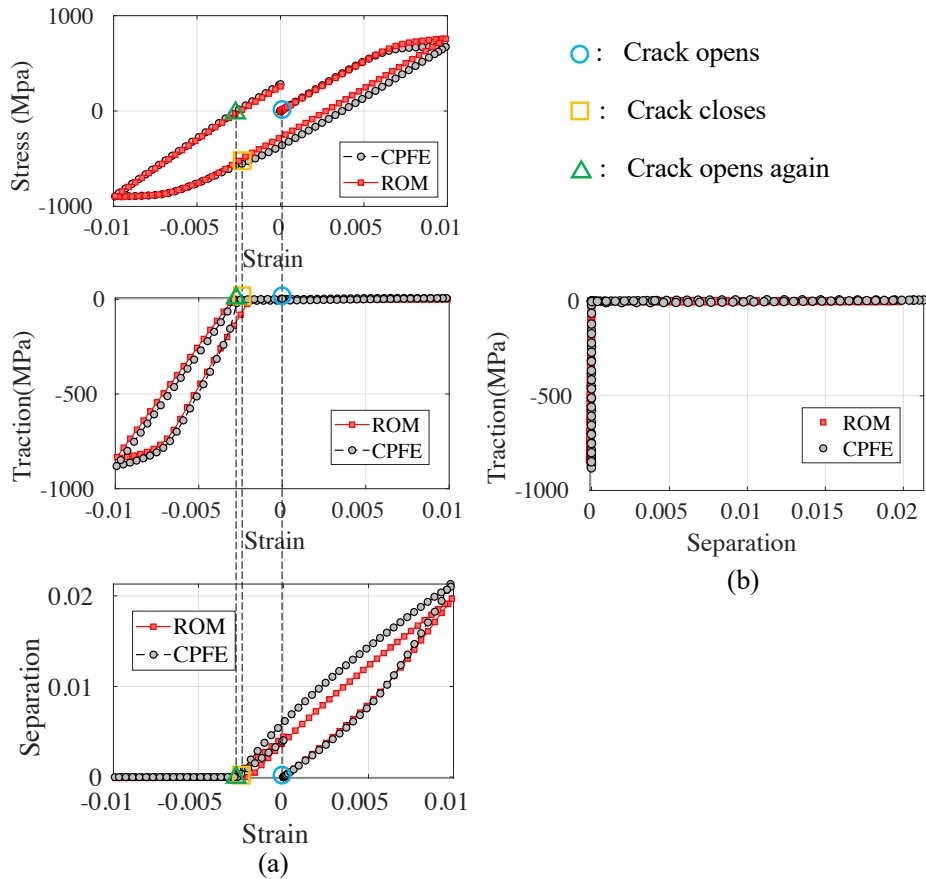 1000
0
-1000
Stress (Mpa)
CPFE
ROM
-0.01
-0.005
0
0.005
0.01
Strain
: Crack opens
: Crack closes
: Crack opens again
0
-500
-1000
Traction(MPa)
ROM
CPFE
-0.01
-0.005
0
0.005
0.01
Strain
0
-500
-1000
Traction(MPa)
ROM
CPFE
0
0.005
0.01
0.015
0.02
Separation
(b)
0.02
0.01
0
Separation
ROM
CPFE
-0.01
-0.005
0
0.005
0.01
Strain
(a)